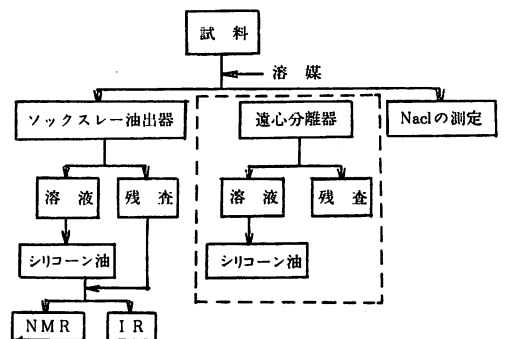 試料
溶媒
ソックスレー油出器
遠心分離器
Naclの測定
溶液
残査
溶液
残査
シリコーン油
シリコーン油
NMR
IR